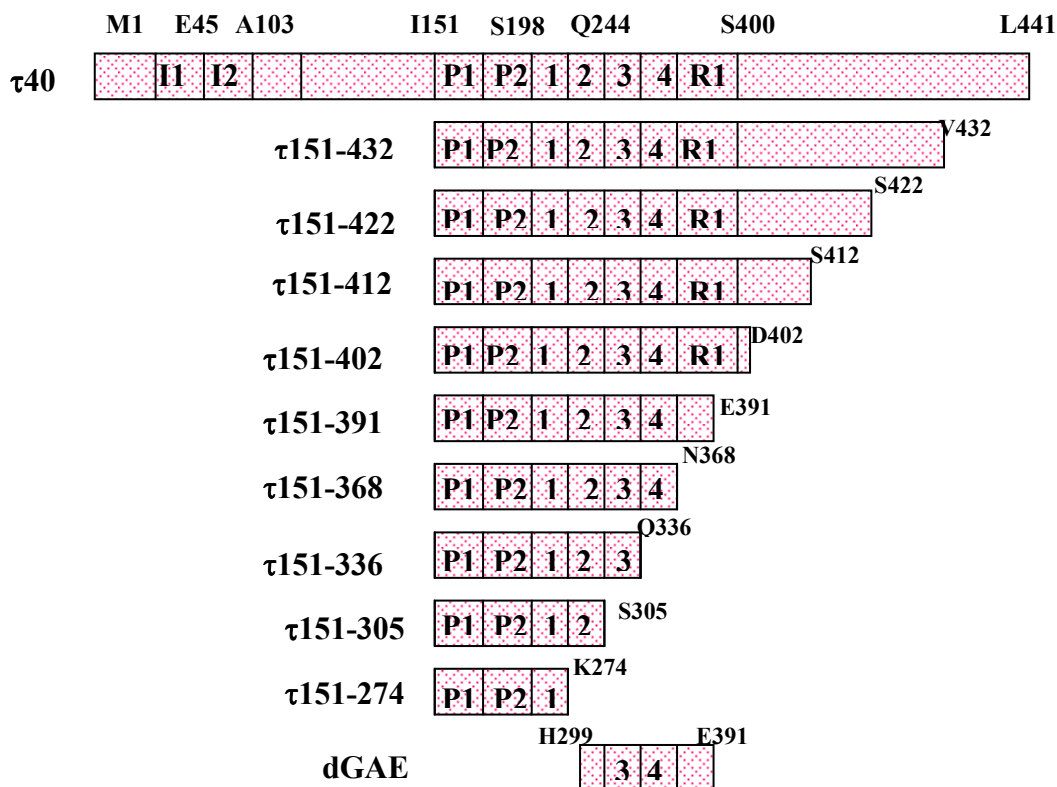 M1 E45 A103 I151 S198 Q244 S400 L441
τ40 I1 I2 P1 P2 1 2 3 4 R1
V432
τ151-432 P1 P2 1 2 3 4 R1
S422
τ151-422 P1 P2 1 2 3 4 R1
S412
τ151-412 P1 P2 1 2 3 4 R1
D402
τ151-402 P1 P2 1 2 3 4 R1
E391
τ151-391 P1 P2 1 2 3 4
N368
τ151-368 P1 P2 1 2 3 4
Q336
τ151-336 P1 P2 1 2 3
S305
τ151-305 P1 P2 1 2
K274
τ151-274 P1 P2 1
H299 E391
dGAE 3 4